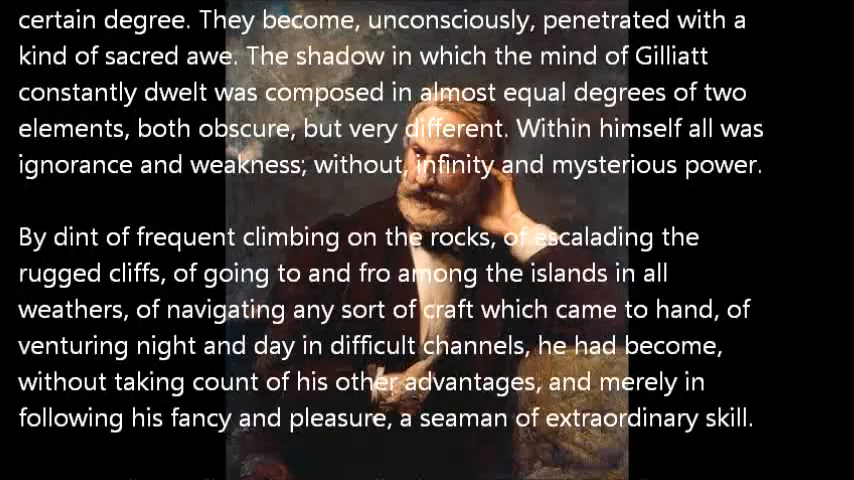 certain degree. They become, unconsciously, penetrated with a
kind of sacred awe. The shadow in which the mind of Gilliatt
constantly dwelt was composed in almost equal degrees of two
elements, both obscure, but very different. Within himself all was
ignorance and weakness; without, infinity and mysterious power.
By dint of frequent climbing on the rocks, of escalading the
rugged cliffs, of going to and fro among the islands in all
weathers, of navigating any sort of craft which came to hand, of
venturing night and day in difficult channels, he had become,
without taking count of his other advantages, and merely in
following his fancy and pleasure, a seaman of extraordinary skill.